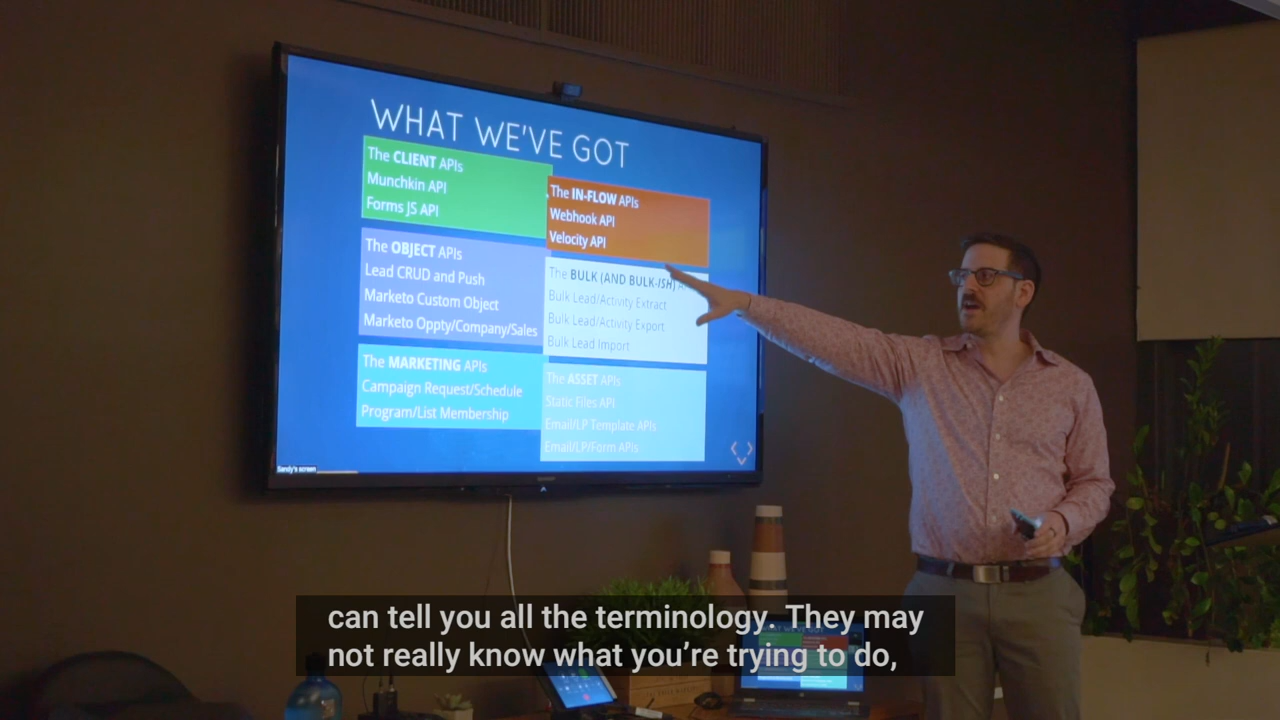 WHAT WE'VE GOT
The CLIENT APIs
Munchkin API
Forms JS API
The IN-FLOW APIs
Webhook API
Velocity API
The OBJECT APIs
Lead CRUD and Push
Marketo Custom Object
Marketo Oppty/Company/Sales
The BULK (AND BULK-ISH) A
Bulk Lead/Activity Extract
Bulk Lead/Activity Export
Bulk Lead Import
The MARKETING APIs
Campaign Request/Schedule
Program/List Membership
The ASSET APIs
Static Files API
Email/LP Template APIs
Email/LP/Form APIs
Sandy's screen
can tell you all the terminology. They may
not really know what you're trying to do,